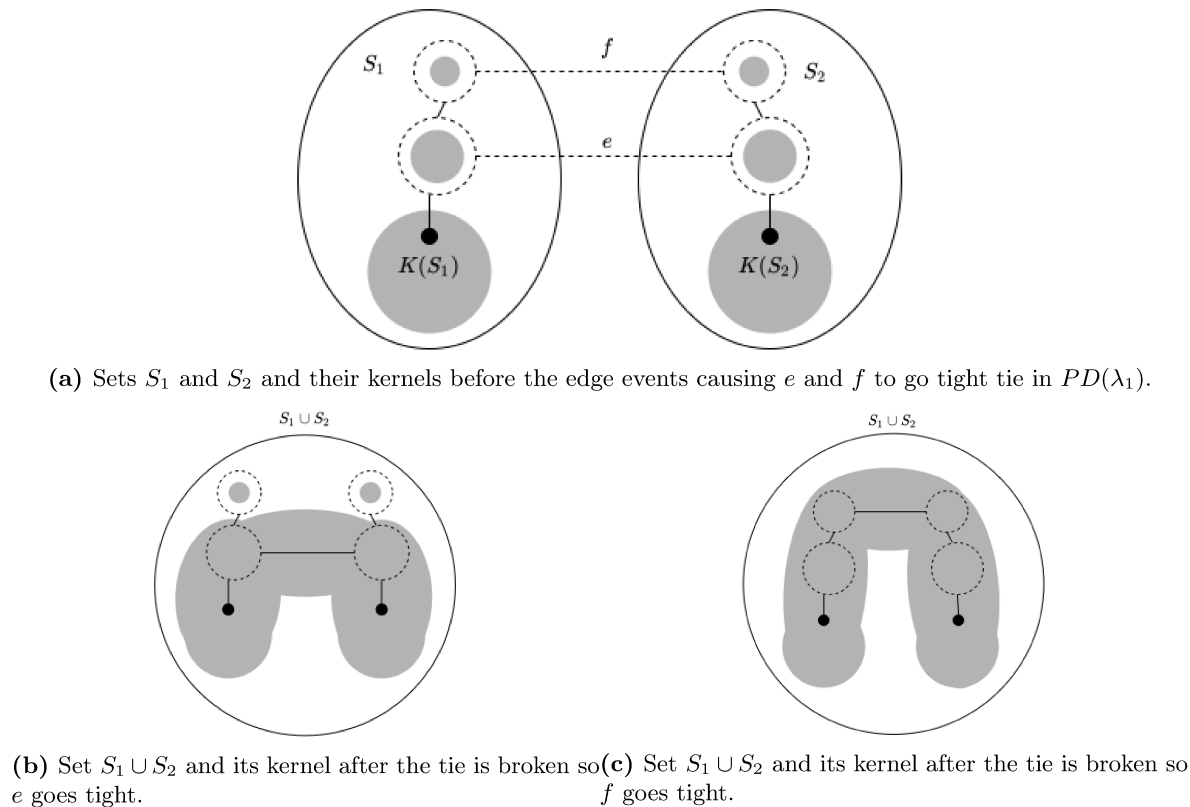 f
S₁
S₂
e
K(S₁)
K(S₂)
(a) Sets S₁ and S₂ and their kernels before the edge events causing e and f to go tight tie in PD(λ₁).
S₁ ∪ S₂
S₁ ∪ S₂
(b) Set S₁ ∪ S₂ and its kernel after the tie is broken so
e goes tight.
(c) Set S₁ ∪ S₂ and its kernel after the tie is broken so
f goes tight.